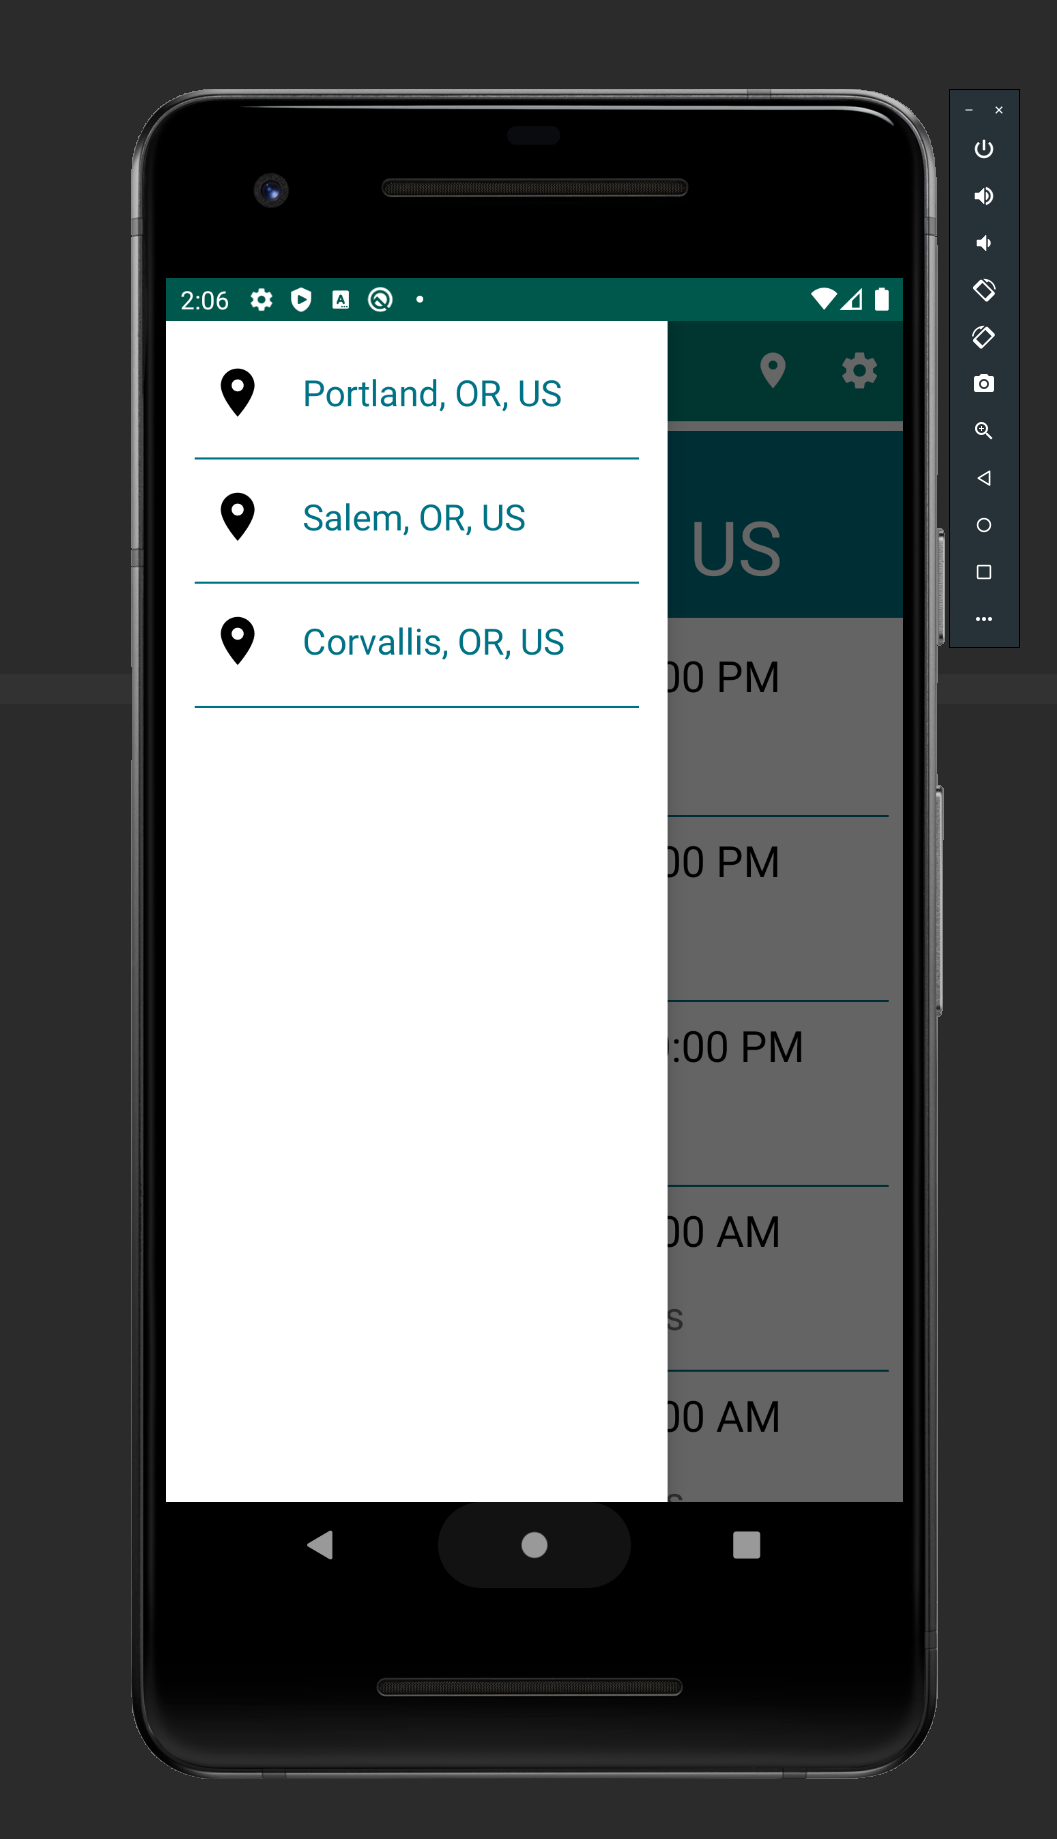 2:06
Portland, OR, US
Salem, OR, US
Corvallis, OR, US
US
00 PM
00 PM
:00 PM
00 AM
s
00 AM